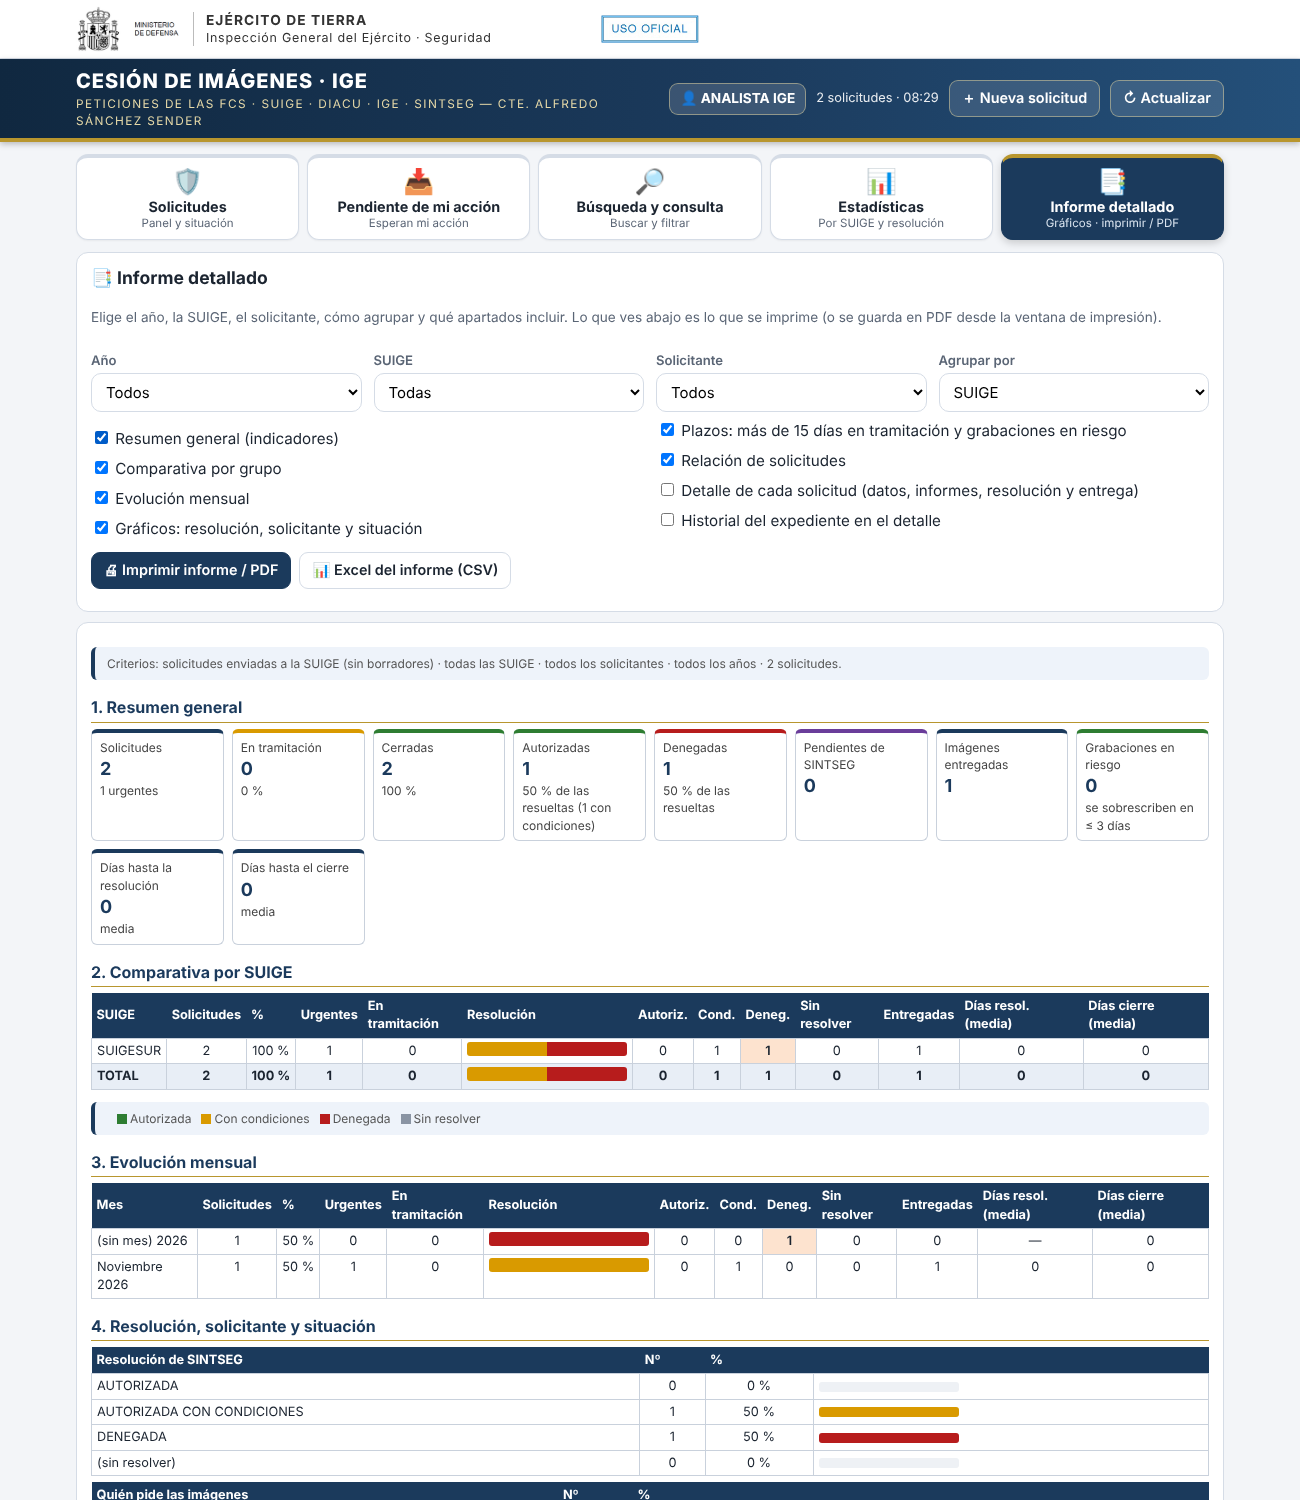 MINISTERIO
DE DEFENSA
EJÉRCITO DE TIERRA
Inspección General del Ejército · Seguridad
USO OFICIAL
CESIÓN DE IMÁGENES · IGE
PETICIONES DE LAS FCS · SUIGE · DIACU · IGE · SINTSEG — CTE. ALFREDO
SÁNCHEZ SENDER
👤 ANALISTA IGE
2 solicitudes · 08:29
+ Nueva solicitud
↻ Actualizar
Solicitudes
Panel y situación
Pendiente de mi acción
Esperan mi acción
Búsqueda y consulta
Buscar y filtrar
Estadísticas
Por SUIGE y resolución
Informe detallado
Gráficos · imprimir / PDF
Informe detallado
Elige el año, la SUIGE, el solicitante, cómo agrupar y qué apartados incluir. Lo que ves abajo es lo que se imprime (o se guarda en PDF desde la ventana de impresión).
Año SUIGE Solicitante Agrupar por
Todos Todas Todos SUIGE
Resumen general (indicadores)
Comparativa por grupo
Evolución mensual
Gráficos: resolución, solicitante y situación
Plazos: más de 15 días en tramitación y grabaciones en riesgo
Relación de solicitudes
Detalle de cada solicitud (datos, informes, resolución y entrega)
Historial del expediente en el detalle
Imprimir informe / PDF
Excel del informe (CSV)
Criterios: solicitudes enviadas a la SUIGE (sin borradores) · todas las SUIGE · todos los solicitantes · todos los años · 2 solicitudes.
1. Resumen general
Solicitudes
2
1 urgentes
En tramitación
0
0 %
Cerradas
2
100 %
Autorizadas
1
50 % de las
resueltas (1 con
condiciones)
Denegadas
1
50 % de las
resueltas
Pendientes de
SINTSEG
0
Imágenes
entregadas
1
Grabaciones en
riesgo
0
se sobrescriben en
≤ 3 días
Días hasta la
resolución
0
media
Días hasta el cierre
0
media
2. Comparativa por SUIGE
SUIGE Solicitudes % Urgentes En tramitación Resolución Autoriz. Cond. Deneg. Sin resolver Entregadas Días resol. (media) Días cierre (media)
SUIGESUR 2 100 % 1 0 0 1 1 0 1 0 0
TOTAL 2 100 % 1 0 0 1 1 0 1 0 0
Autorizada Con condiciones Denegada Sin resolver
3. Evolución mensual
Mes Solicitudes % Urgentes En tramitación Resolución Autoriz. Cond. Deneg. Sin resolver Entregadas Días resol. (media) Días cierre (media)
(sin mes) 2026 1 50 % 0 0 0 0 1 0 0 — 0
Noviembre 2026 1 50 % 1 0 0 1 0 0 1 0 0
4. Resolución, solicitante y situación
Resolución de SINTSEG Nº %
AUTORIZADA 0 0 %
AUTORIZADA CON CONDICIONES 1 50 %
DENEGADA 1 50 %
(sin resolver) 0 0 %
Quién pide las imágenes Nº %